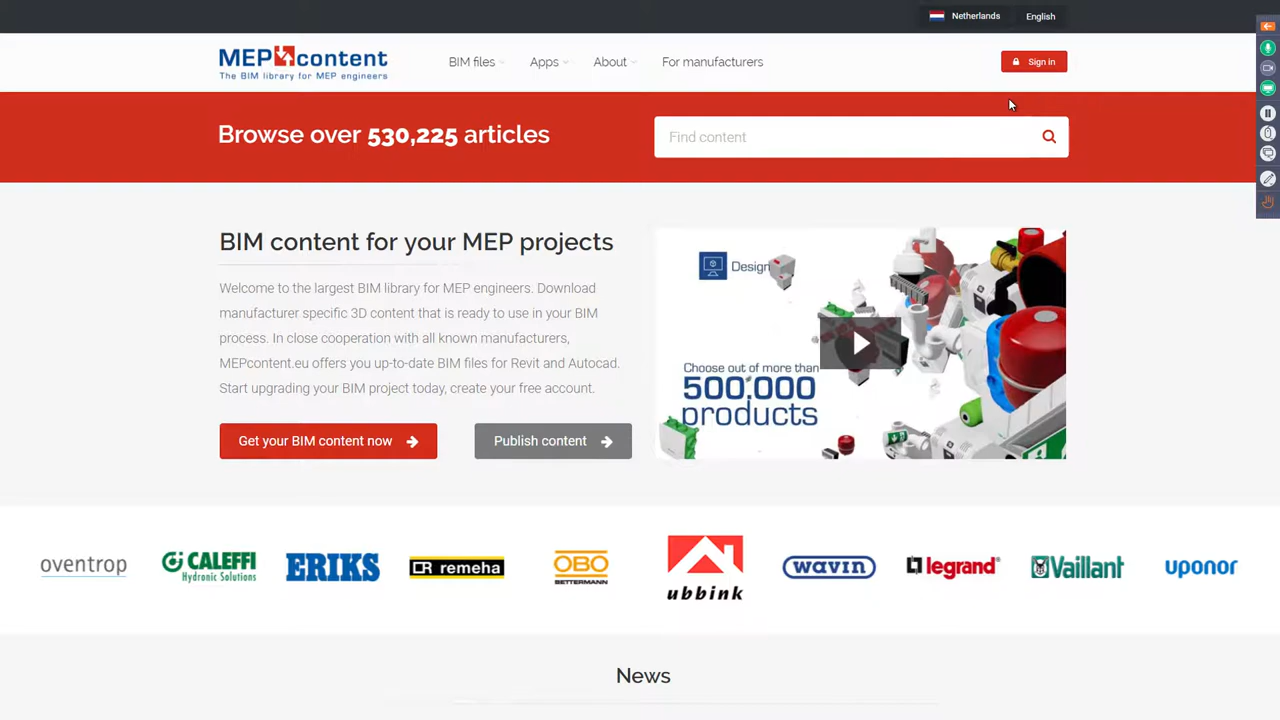 Netherlands
English
MEPcontent
The BIM library for MEP engineers
BIM files
Apps
About
For manufacturers
Sign in
Browse over 530,225 articles
Find content
BIM content for your MEP projects
Welcome to the largest BIM library for MEP engineers. Download
manufacturer specific 3D content that is ready to use in your BIM
process. In close cooperation with all known manufacturers,
MEPcontent.eu offers you up-to-date BIM files for Revit and Autocad.
Start upgrading your BIM project today, create your free account.
Get your BIM content now
Publish content
Design
Choose out of more than
500.000
products
oventrop
CALEFFI
Hydronic Solutions
ERIKS
remeha
OBO
BETTERMANN
ubbink
wavin
legrand
Vaillant
uponor
News